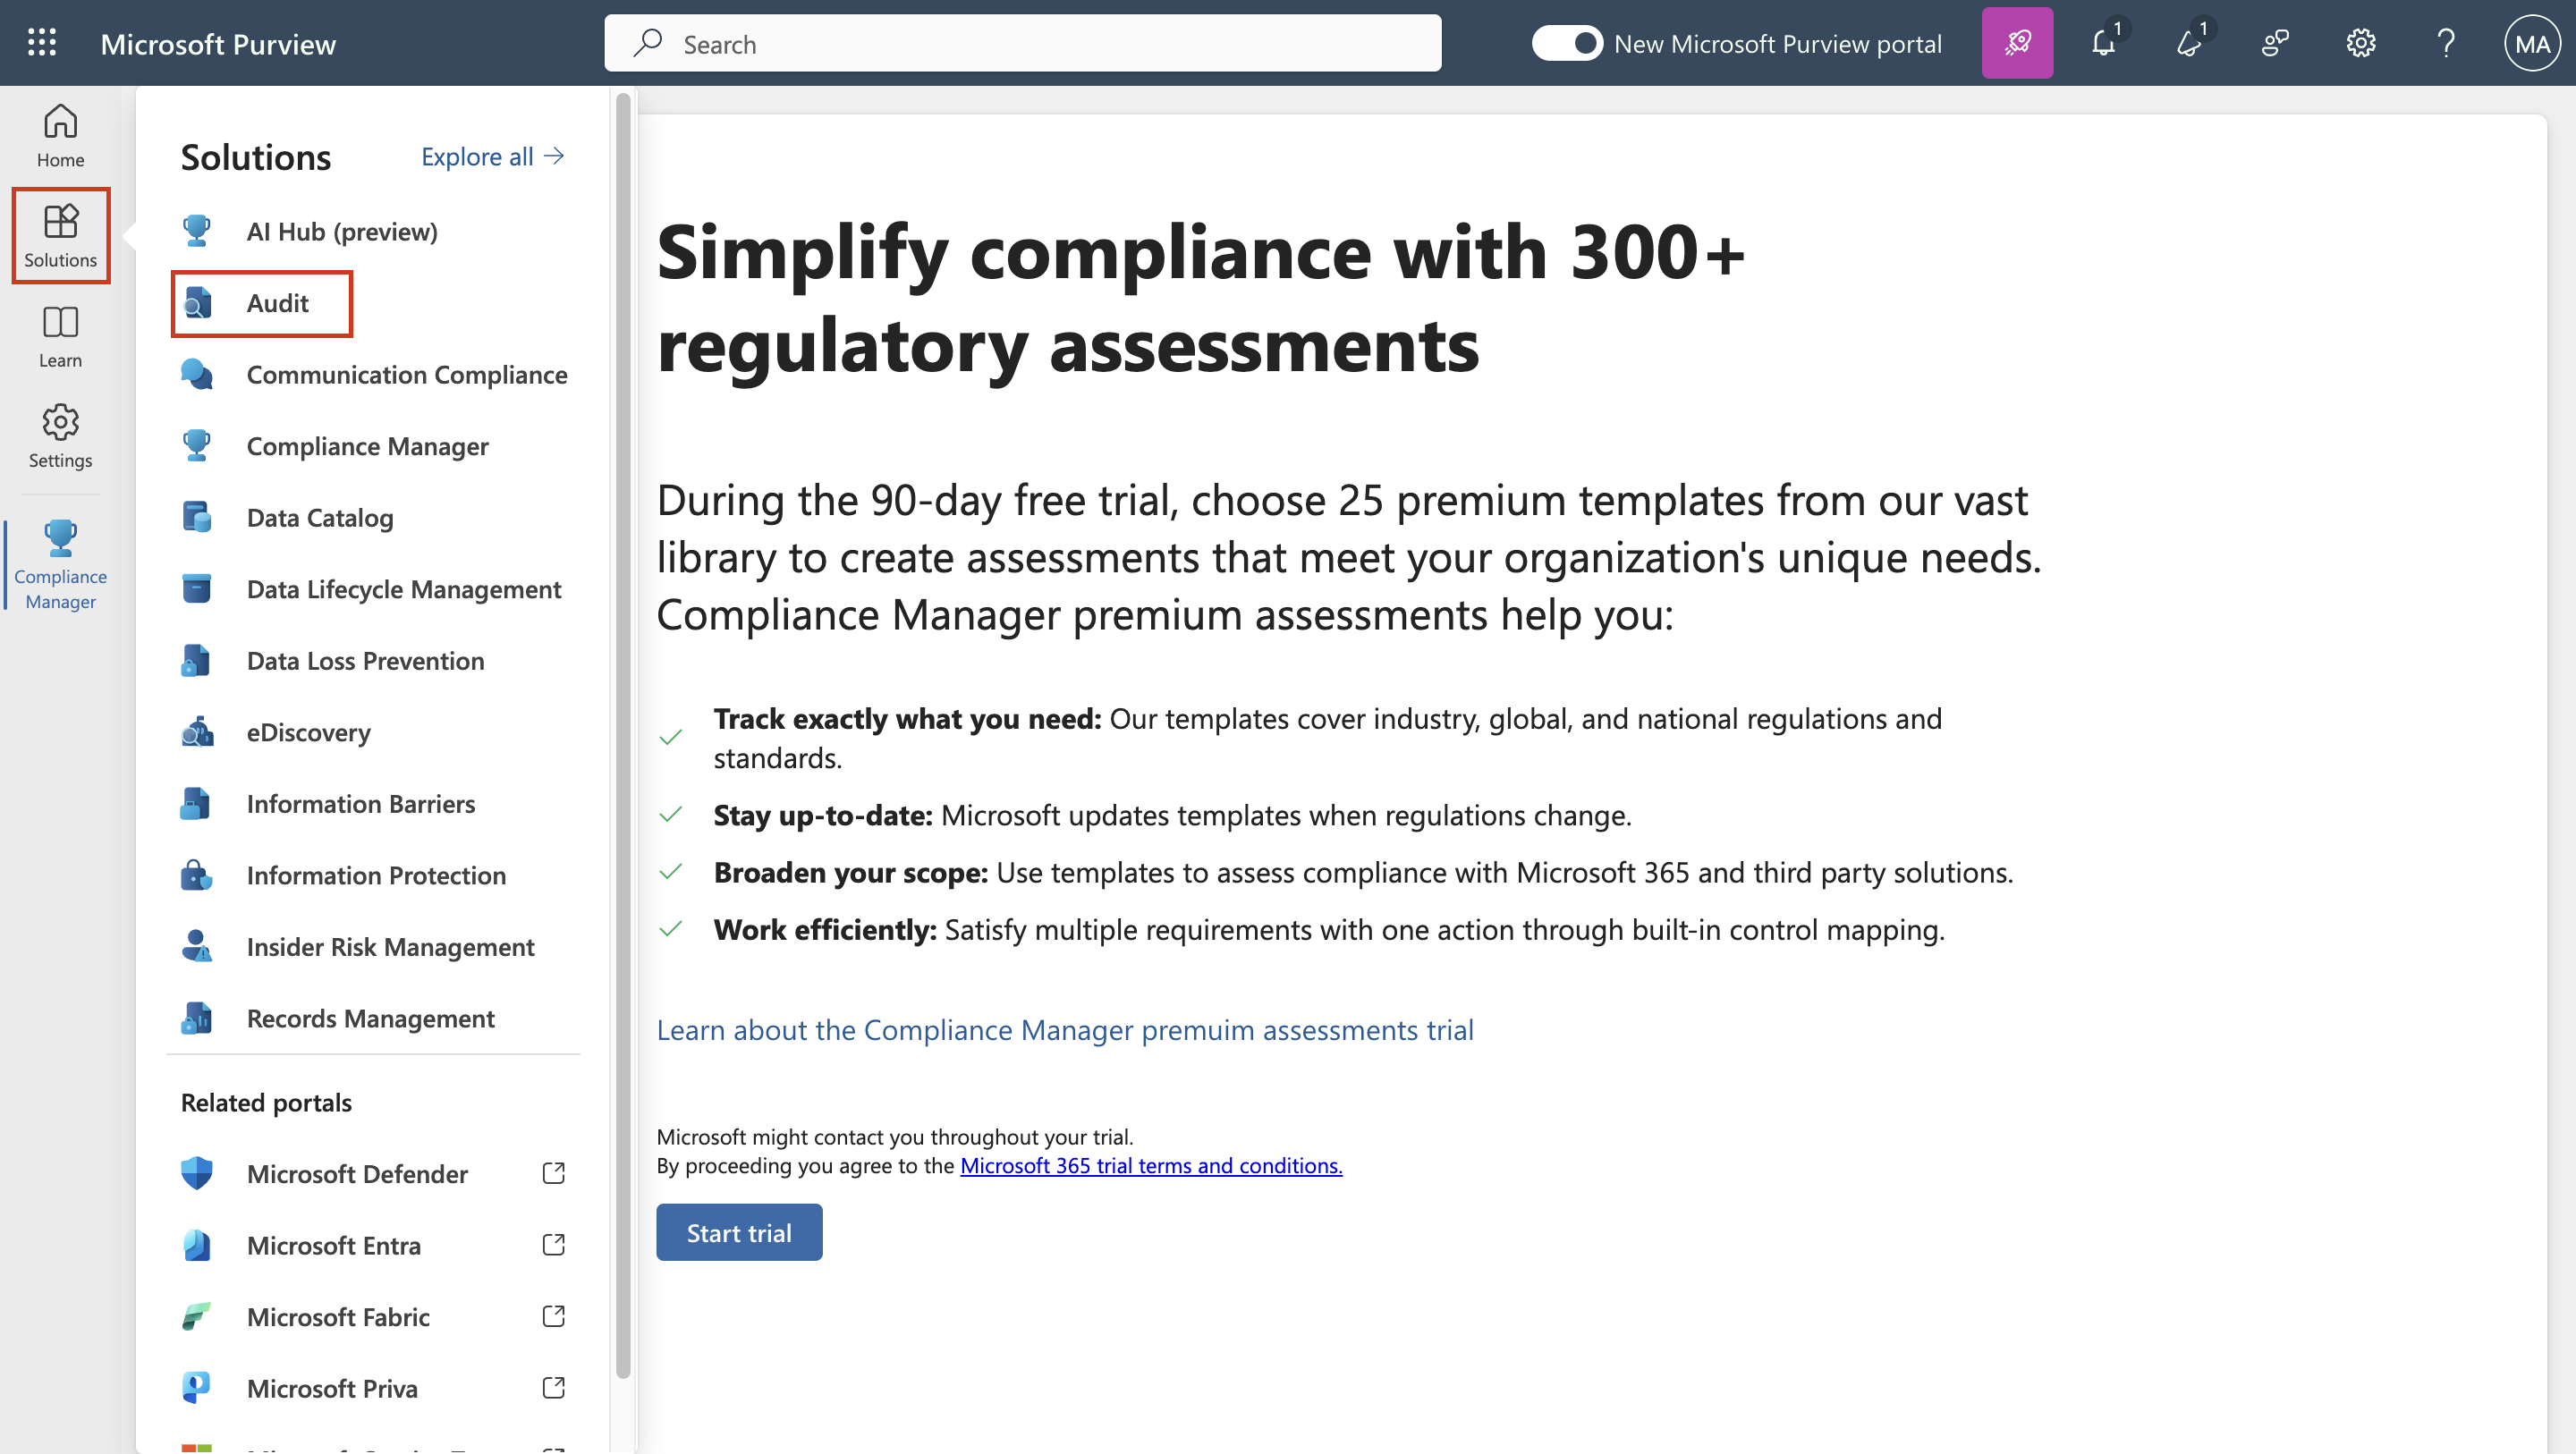 Microsoft Purview
Search
New Microsoft Purview portal
1
1
MA
Home
Solutions
Learn
Settings
Compliance
Manager
Solutions
Explore all
AI Hub (preview)
Audit
Communication Compliance
Compliance Manager
Data Catalog
Data Lifecycle Management
Data Loss Prevention
eDiscovery
Information Barriers
Information Protection
Insider Risk Management
Records Management
Related portals
Microsoft Defender
Microsoft Entra
Microsoft Fabric
Microsoft Priva
Simplify compliance with 300+
regulatory assessments
During the 90-day free trial, choose 25 premium templates from our vast
library to create assessments that meet your organization's unique needs.
Compliance Manager premium assessments help you:
Track exactly what you need: Our templates cover industry, global, and national regulations and
standards.
Stay up-to-date: Microsoft updates templates when regulations change.
Broaden your scope: Use templates to assess compliance with Microsoft 365 and third party solutions.
Work efficiently: Satisfy multiple requirements with one action through built-in control mapping.
Learn about the Compliance Manager premuim assessments trial
Microsoft might contact you throughout your trial.
By proceeding you agree to the Microsoft 365 trial terms and conditions.
Start trial